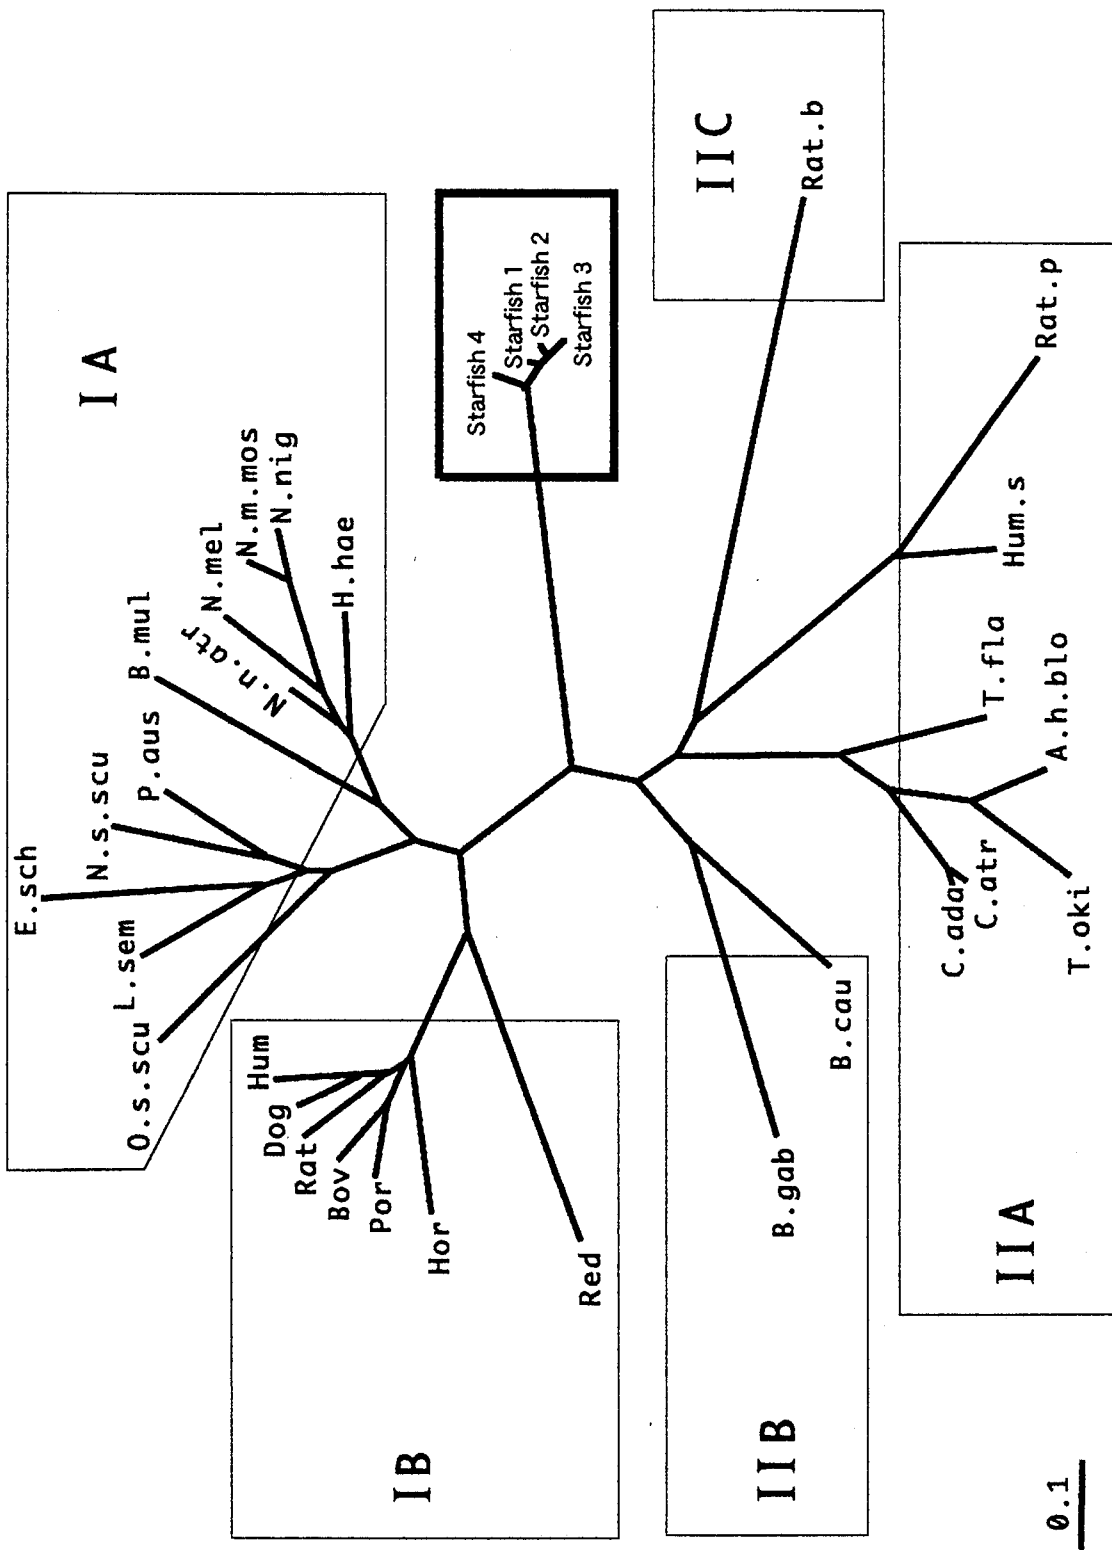 I A
E.sch
N.s.scu
P.aus
B.mul
N.n.atr
N.mel
N.m.mos
N.nig
H.hae
L.sem
O.s.scu
Starfish 4
Starfish 1
Starfish 2
Starfish 3
IIC
Rat.b
IB
Hum
Dog
Rat
Bov
Por
Hor
Red
IIB
B.gab
B.cau
IIA
Rat.p
Hum.s
T.fla
A.h.blo
C.ada
C.atr
T.oki
0.1